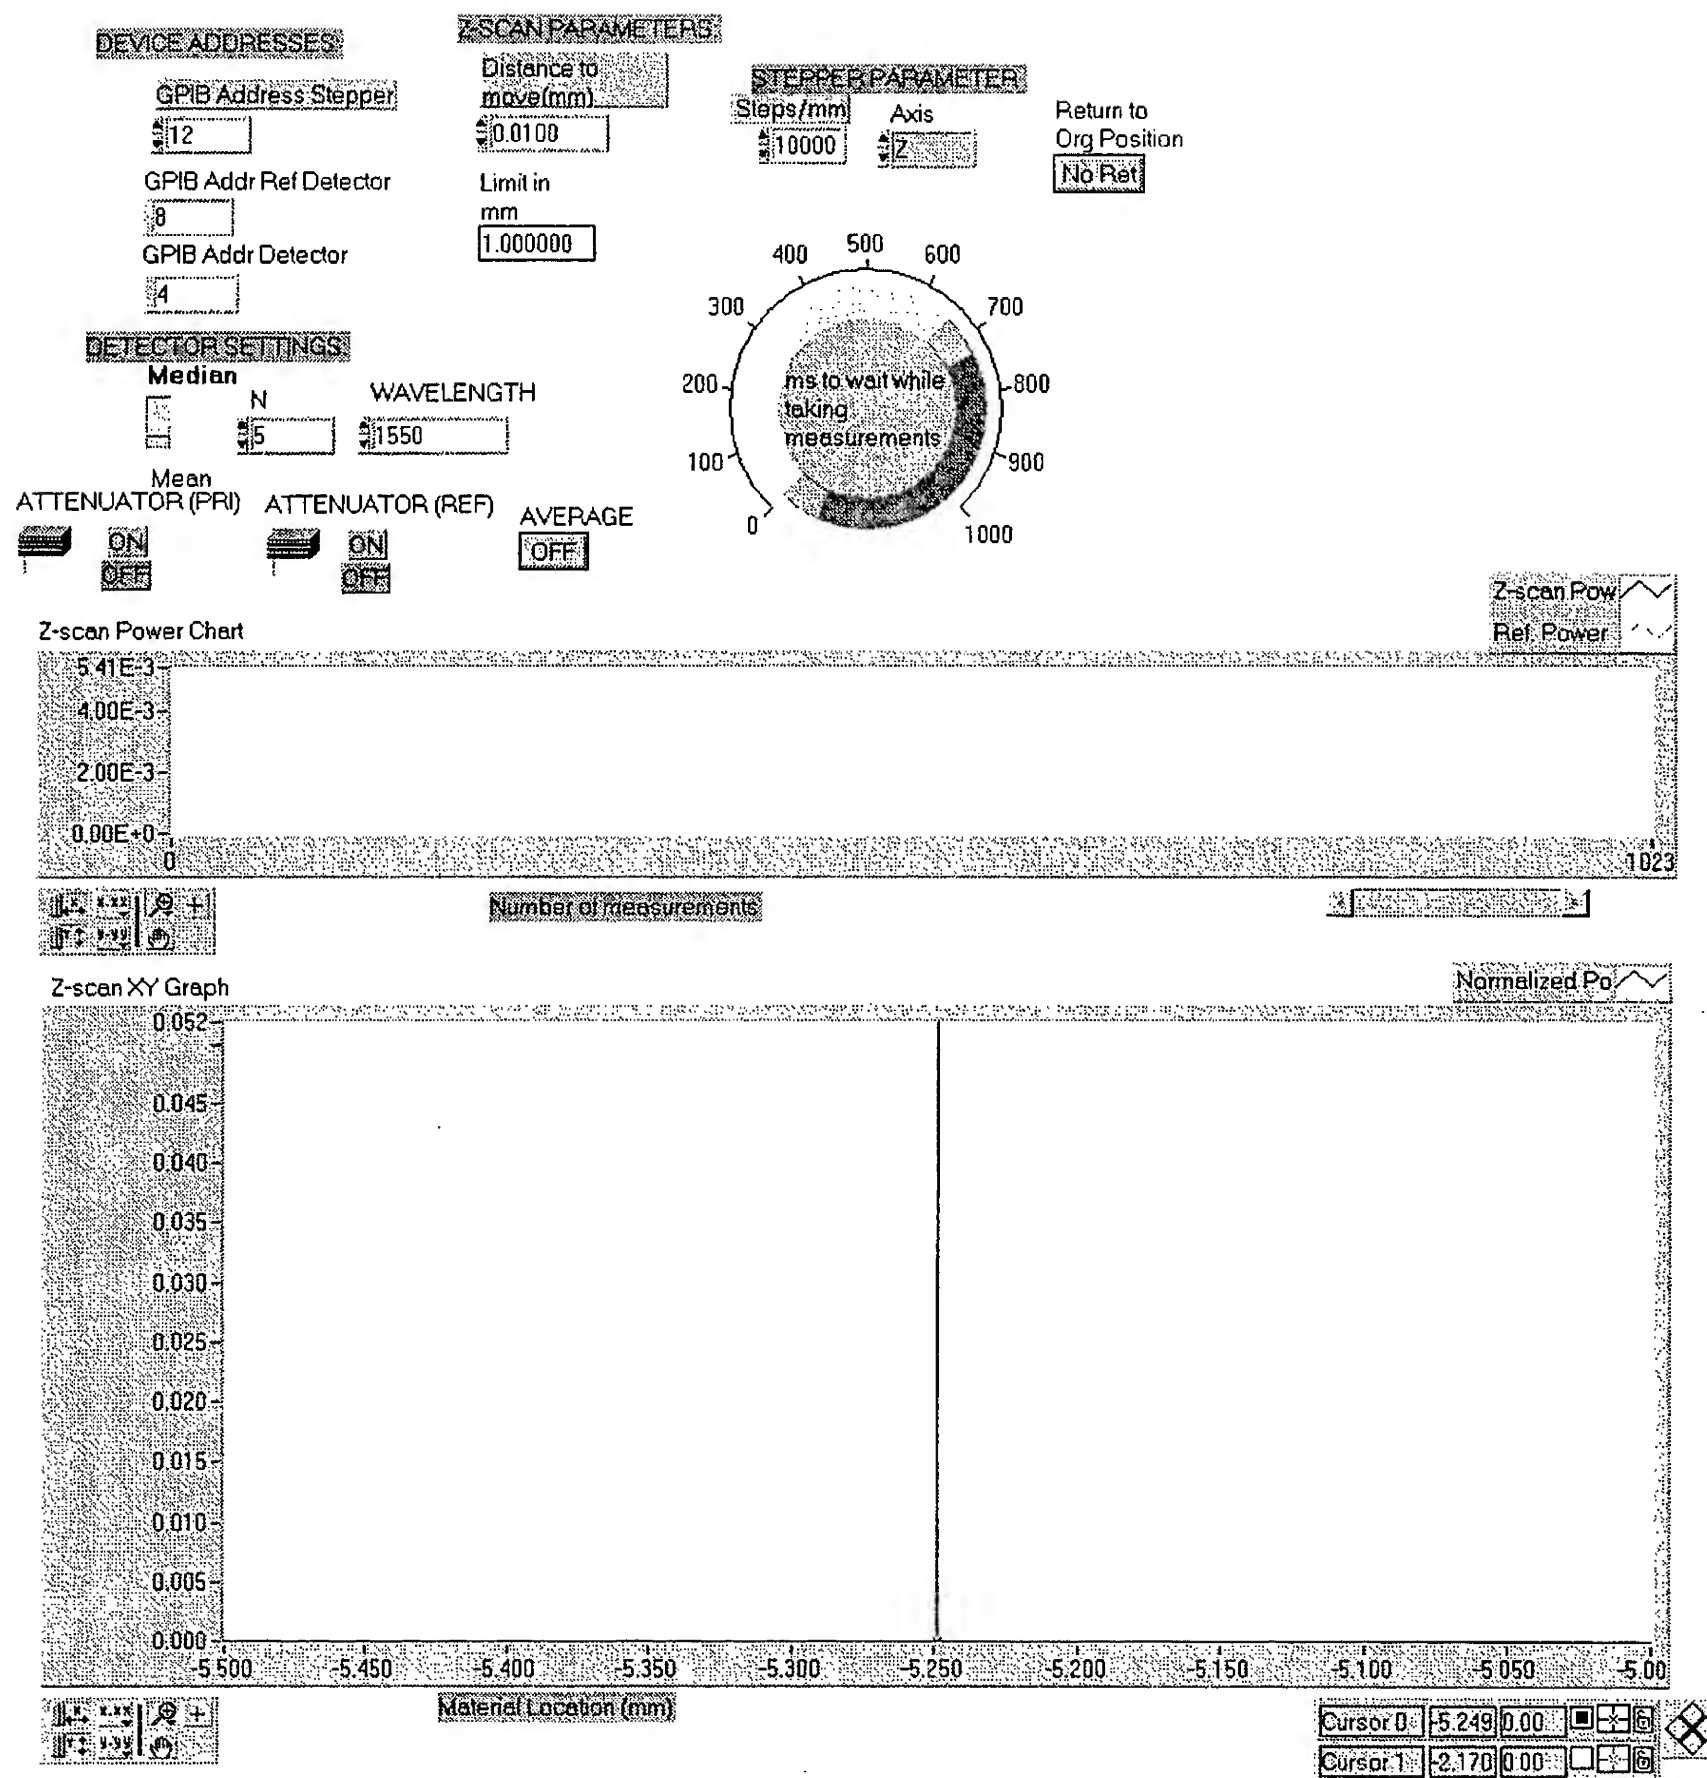 DEVICE ADDRESSES:
GPIB Address Stepper
12
GPIB Addr Ref Detector
8
GPIB Addr Detector
4
Z-SCAN PARAMETERS:
Distance to
move(mm)
0.0100
Limit in
mm
1.000000
STEPPER PARAMETER
Steps/mm
10000
Axis
Z
Return to
Org Position
No Ret
DETECTOR SETTINGS:
Median
Mean
N
5
WAVELENGTH
1550
ATTENUATOR (PRI)
ON
OFF
ATTENUATOR (REF)
ON
OFF
AVERAGE
OFF
0
100
200
300
400
500
600
700
800
900
1000
ms to wait while
taking
measurements
Z-scan Power Chart
Z-scan Pow
Ref. Power
5.41E-3
4.00E-3
2.00E-3
0.00E+0
0 1023
x.xx
y.yy
Number of measurements
Z-scan XY Graph
Normalized Po
0.052
0.045
0.040
0.035
0.030
0.025
0.020
0.015
0.010
0.005
0.000
-5.500 -5.450 -5.400 -5.350 -5.300 -5.250 -5.200 -5.150 -5.100 -5.050 -5.00
x.xx
y.yy
Material Location (mm)
Cursor 0 -5.249 0.00
Cursor 1 -2.170 0.00